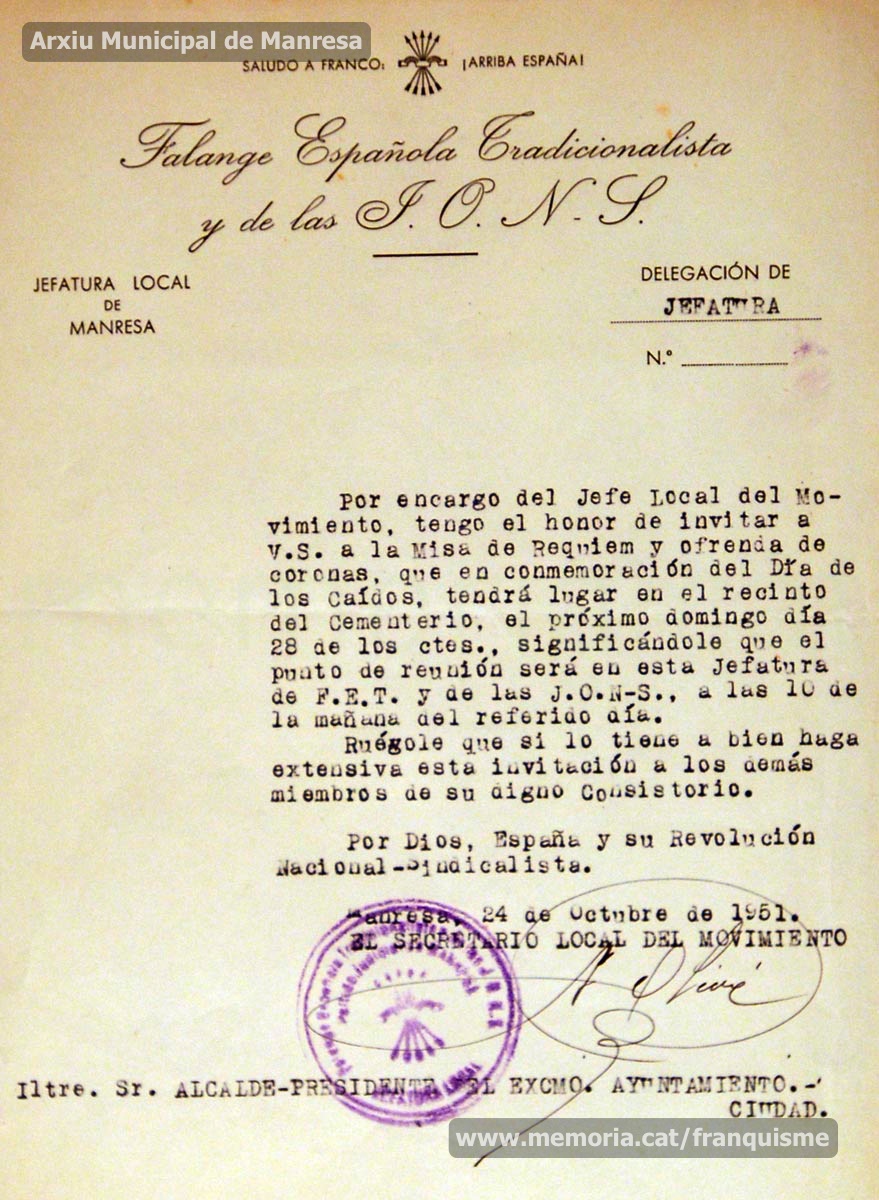 Arxiu Municipal de Manresa
SALUDO A FRANCO: ¡ARRIBA ESPAÑA!
Falange Española Tradicionalista
y de las J. O. N - S.
JEFATURA LOCAL
DE
MANRESA
DELEGACIÓN DE
JEFATURA
N.º
Por encargo del Jefe Local del Mo-
vimiento, tengo el honor de invitar a
V.S. a la Misa de Requiem y ofrenda de
coronas, que en conmemoración del Día de
los Caídos, tendrá lugar en el recinto
del Cementerio, el próximo domingo día
28 de los ctes., significándole que el
punto de reunión será en esta Jefatura
de F.E.T. y de las J.O.N-S., a las 10 de
la mañana del referido día.
Ruégole que si lo tiene a bien haga
extensiva esta invitación a los demás
miembros de su digno Consistorio.
Por Dios, España y su Revolución
Nacional-Sindicalista.
Manresa, 24 de Octubre de 1951.
EL SECRETARIO LOCAL DEL MOVIMIENTO
Iltre. Sr. ALCALDE-PRESIDENTE DEL EXCMO. AYUNTAMIENTO.-
CIUDAD.
www.memoria.cat/franquisme